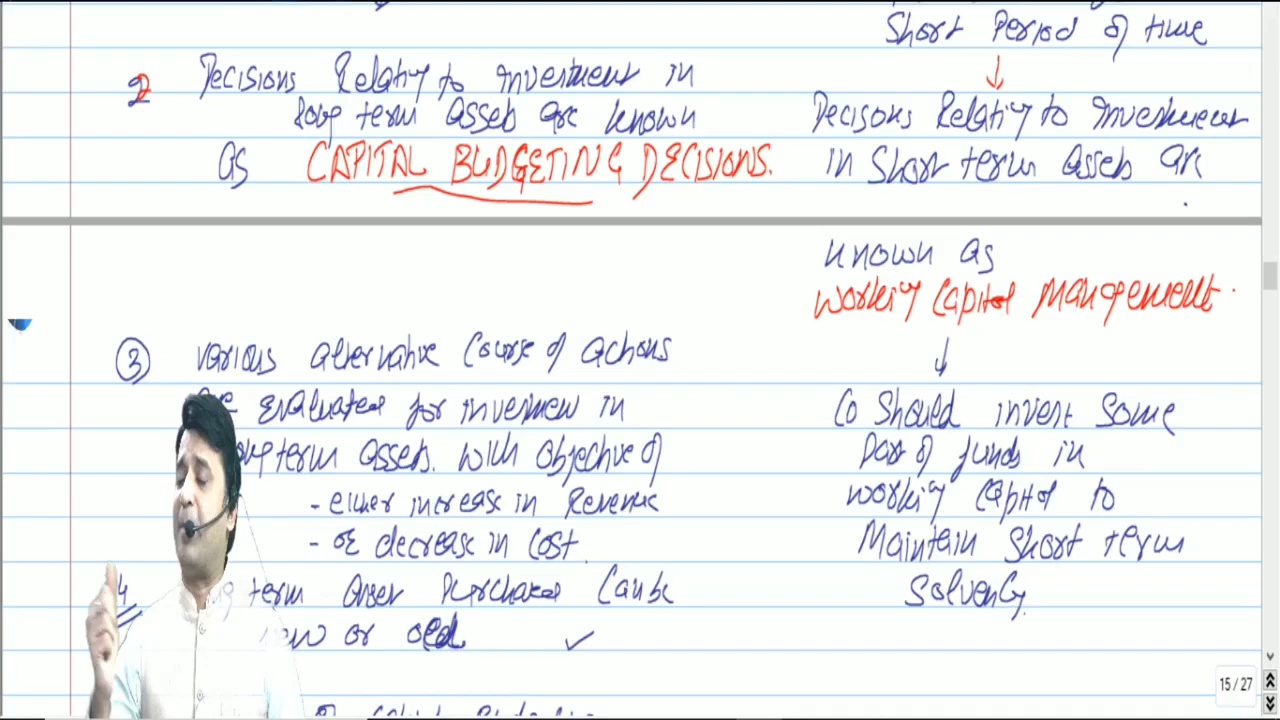 Short Period of time
2 Decisions Relating to Investment in
long term Assets are known
as CAPITAL BUDGETING DECISIONS.
Decisions Relating to Investment
in Short term Assets are
known as
working capital Management.
③ various alternative Course of actions
evaluated for investment in
term Assets. with objective of
- either increase in Revenue
- or decrease in Cost.
4 term Asset Purchased Can be
new or old
Co Should invest Some
Part of funds in
working Capital to
Maintain Short term
Solvency.
15 / 27